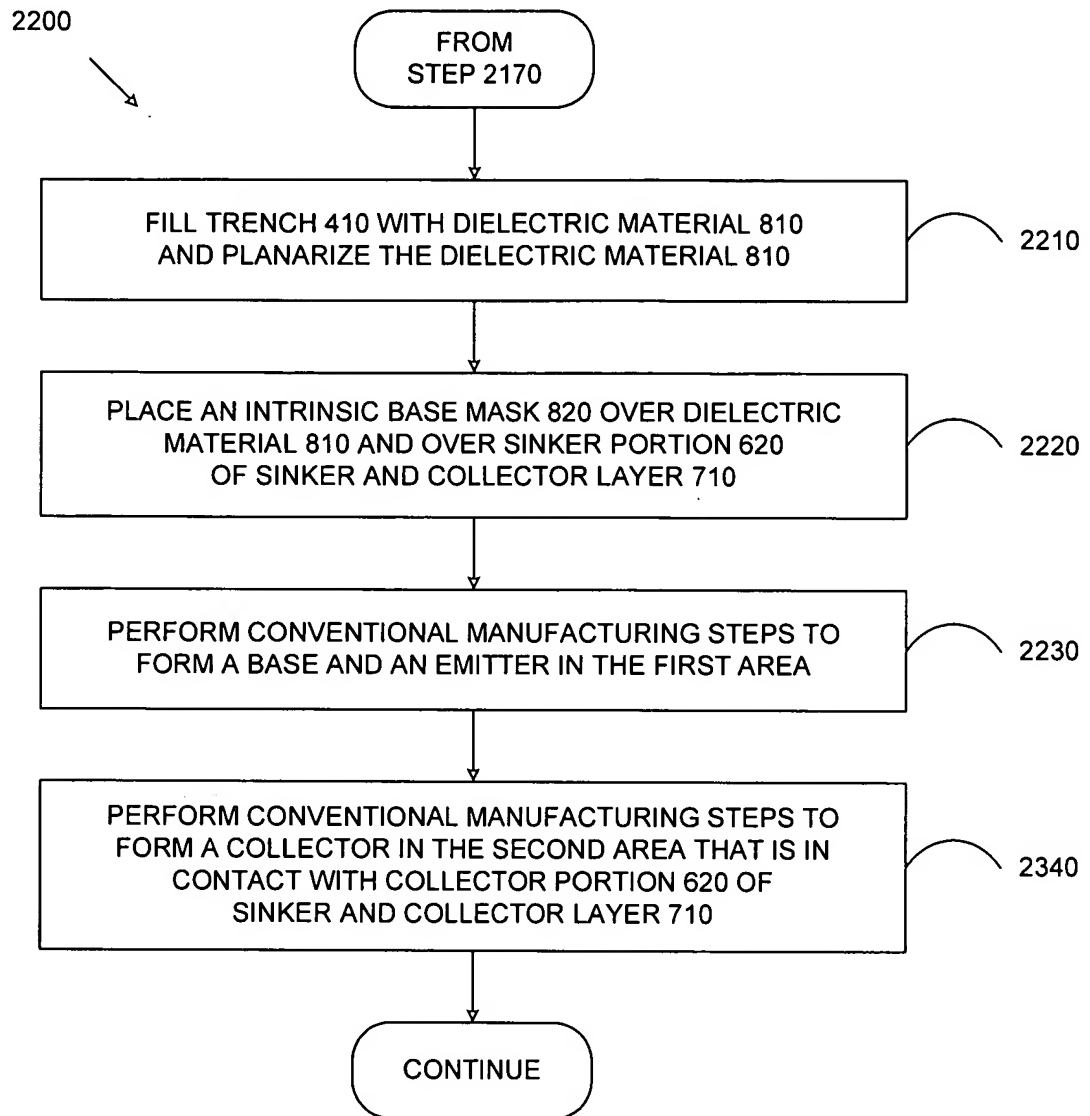 2200
FROM
STEP 2170
FILL TRENCH 410 WITH DIELECTRIC MATERIAL 810
AND PLANARIZE THE DIELECTRIC MATERIAL 810
2210
PLACE AN INTRINSIC BASE MASK 820 OVER DIELECTRIC
MATERIAL 810 AND OVER SINKER PORTION 620
OF SINKER AND COLLECTOR LAYER 710
2220
PERFORM CONVENTIONAL MANUFACTURING STEPS TO
FORM A BASE AND AN EMITTER IN THE FIRST AREA
2230
PERFORM CONVENTIONAL MANUFACTURING STEPS TO
FORM A COLLECTOR IN THE SECOND AREA THAT IS IN
CONTACT WITH COLLECTOR PORTION 620 OF
SINKER AND COLLECTOR LAYER 710
2340
CONTINUE